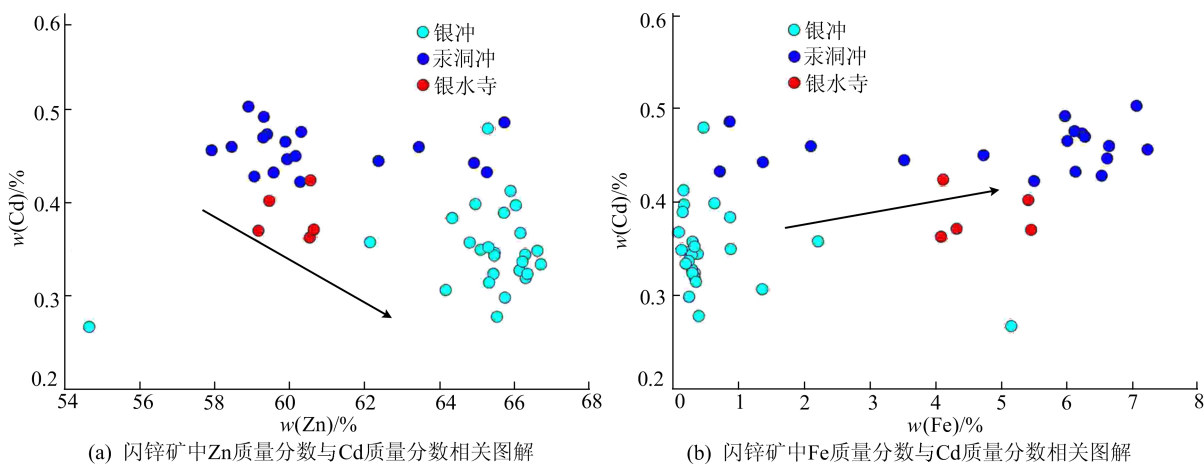 0.6
0.5
0.4
0.3
0.2
w(Cd)/%
银冲
汞洞冲
银水寺
54
56
58
60
62
64
66
68
w(Zn)/%
(a) 闪锌矿中Zn质量分数与Cd质量分数相关图解
0.6
0.5
0.4
0.3
0.2
w(Cd)/%
银冲
汞洞冲
银水寺
0
1
2
3
4
5
6
7
8
w(Fe)/%
(b) 闪锌矿中Fe质量分数与Cd质量分数相关图解